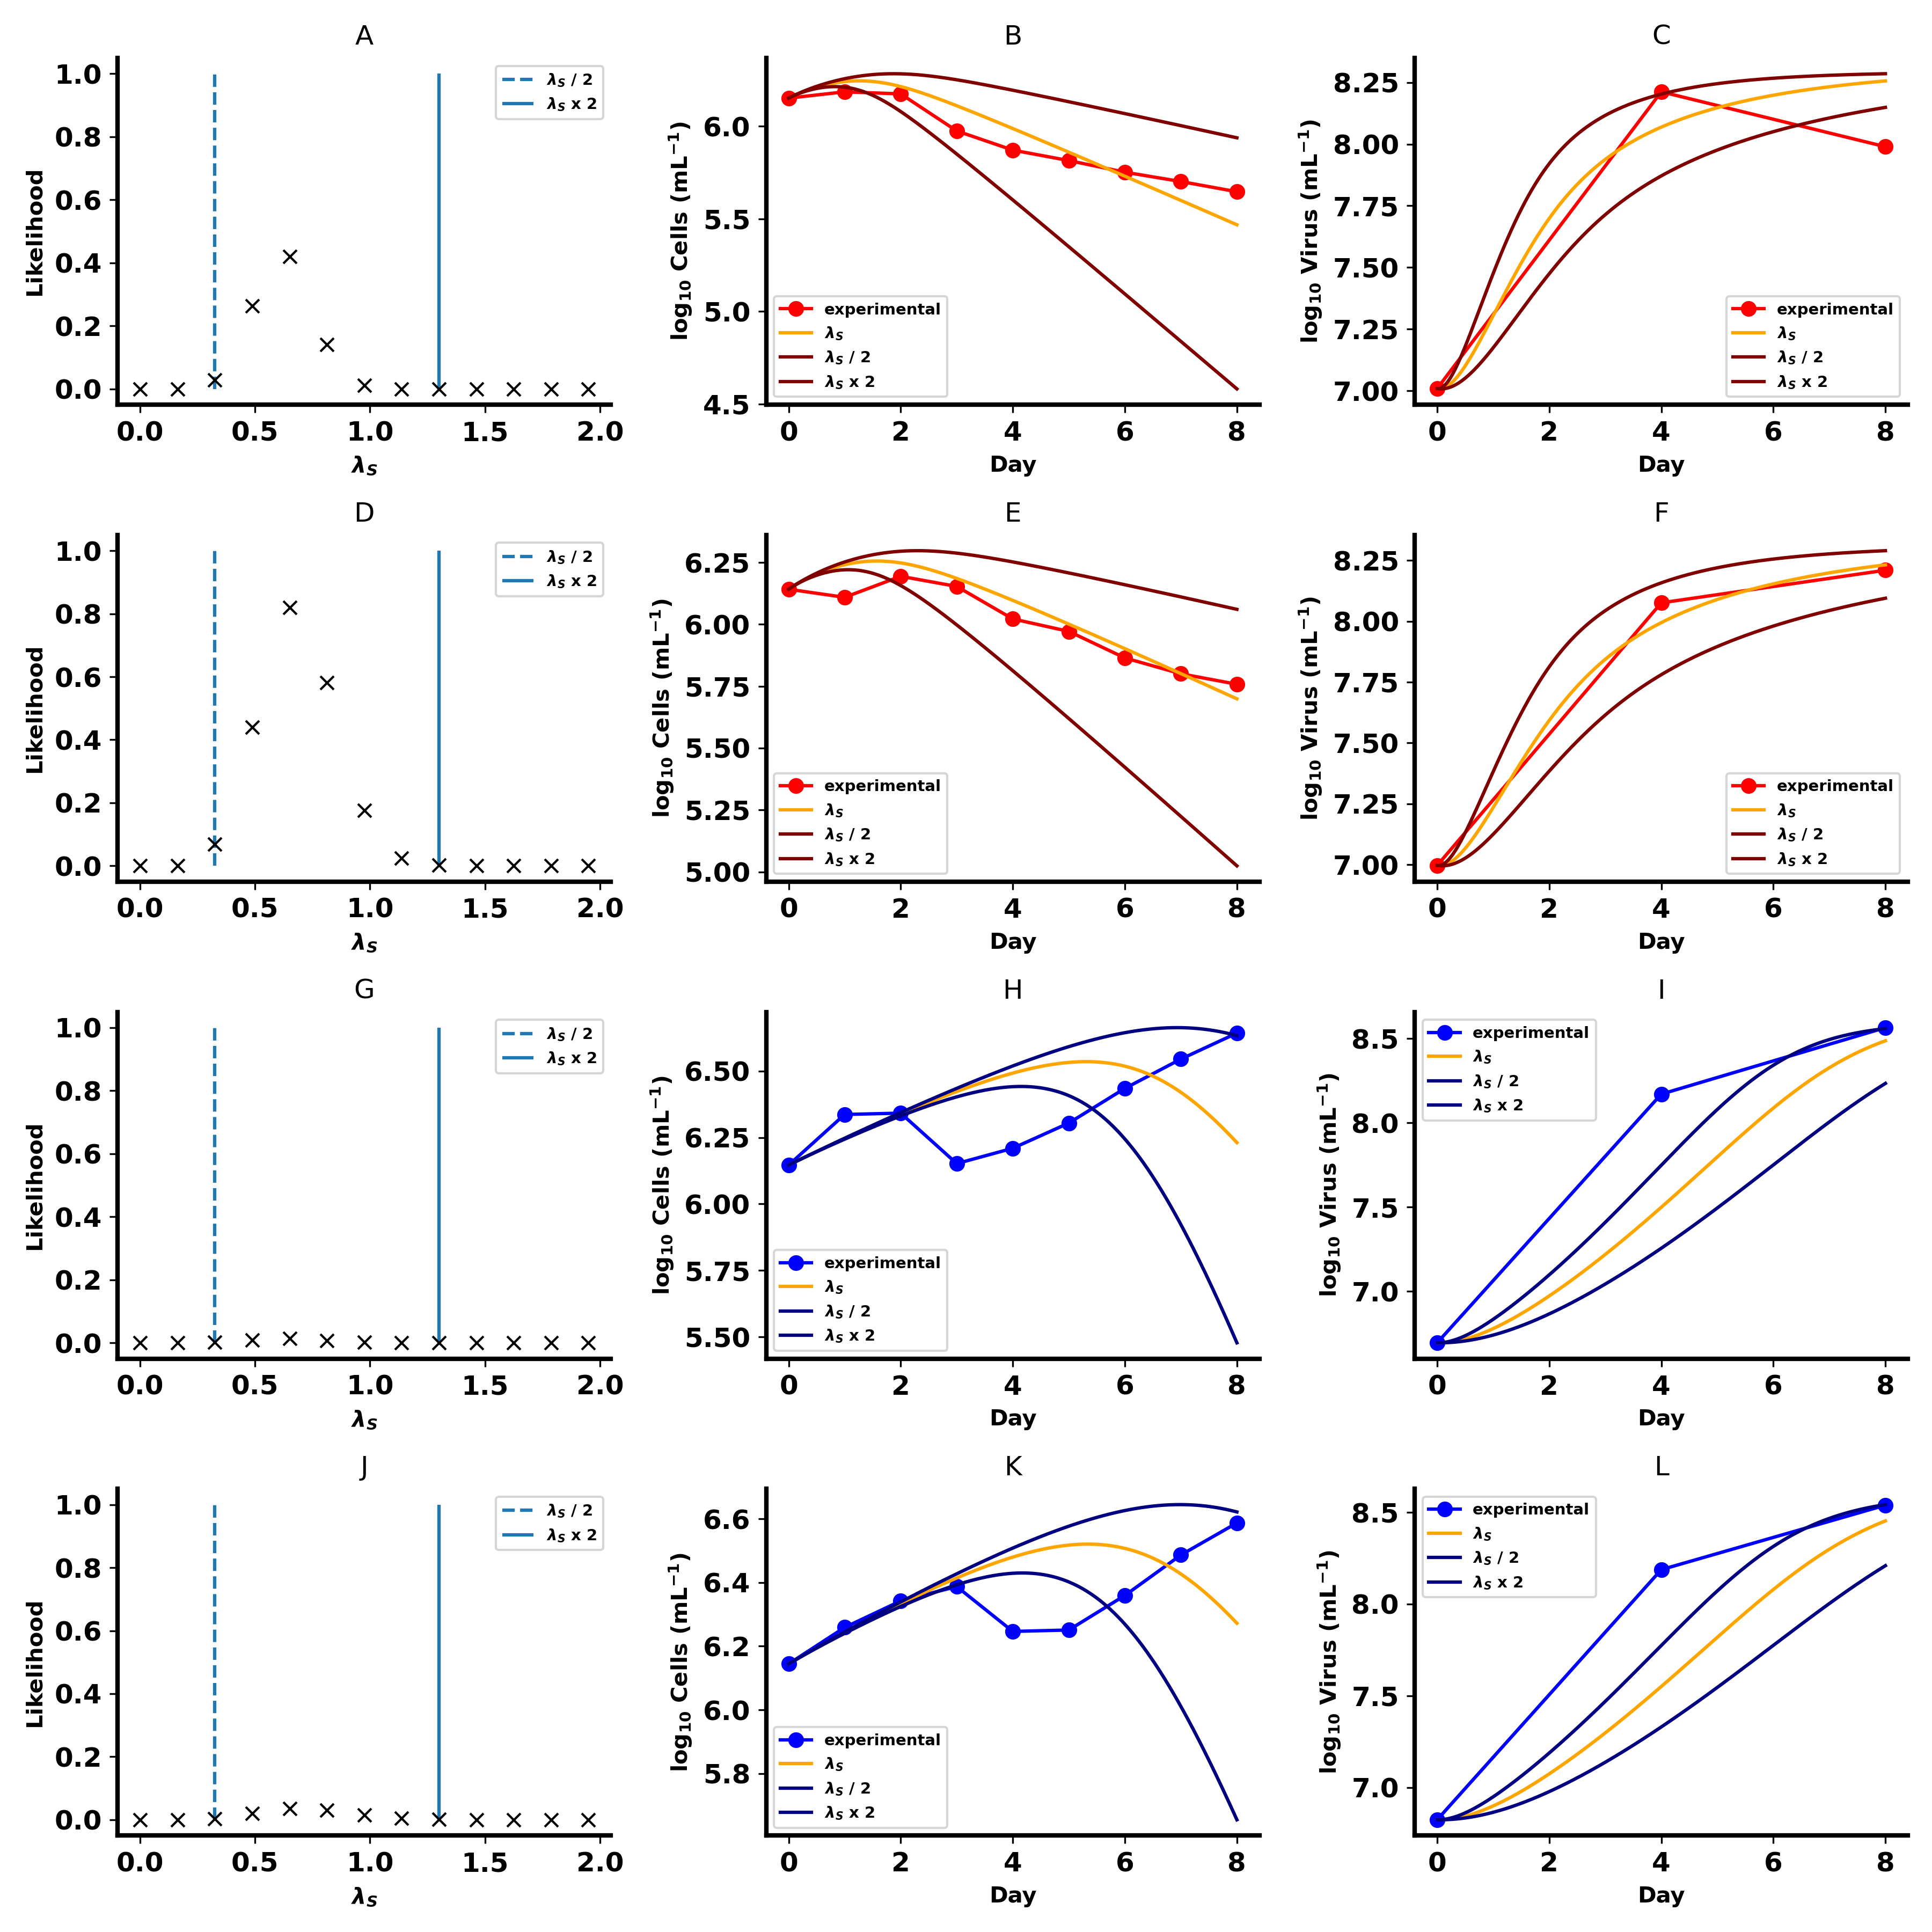 A
Likelihood
1.0
0.8
0.6
0.4
0.2
0.0
0.0 0.5 1.0 1.5 2.0
λS
λS / 2
λS x 2
B
log10 Cells (mL−1)
6.0
5.5
5.0
4.5
0 2 4 6 8
Day
experimental
λS
λS / 2
λS x 2
C
log10 Virus (mL−1)
8.25
8.00
7.75
7.50
7.25
7.00
0 2 4 6 8
Day
experimental
λS
λS / 2
λS x 2
D
Likelihood
1.0
0.8
0.6
0.4
0.2
0.0
0.0 0.5 1.0 1.5 2.0
λS
λS / 2
λS x 2
E
log10 Cells (mL−1)
6.25
6.00
5.75
5.50
5.25
5.00
0 2 4 6 8
Day
experimental
λS
λS / 2
λS x 2
F
log10 Virus (mL−1)
8.25
8.00
7.75
7.50
7.25
7.00
0 2 4 6 8
Day
experimental
λS
λS / 2
λS x 2
G
Likelihood
1.0
0.8
0.6
0.4
0.2
0.0
0.0 0.5 1.0 1.5 2.0
λS
λS / 2
λS x 2
H
log10 Cells (mL−1)
6.50
6.25
6.00
5.75
5.50
0 2 4 6 8
Day
experimental
λS
λS / 2
λS x 2
I
log10 Virus (mL−1)
8.5
8.0
7.5
7.0
0 2 4 6 8
Day
experimental
λS
λS / 2
λS x 2
J
Likelihood
1.0
0.8
0.6
0.4
0.2
0.0
0.0 0.5 1.0 1.5 2.0
λS
λS / 2
λS x 2
K
log10 Cells (mL−1)
6.6
6.4
6.2
6.0
5.8
0 2 4 6 8
Day
experimental
λS
λS / 2
λS x 2
L
log10 Virus (mL−1)
8.5
8.0
7.5
7.0
0 2 4 6 8
Day
experimental
λS
λS / 2
λS x 2